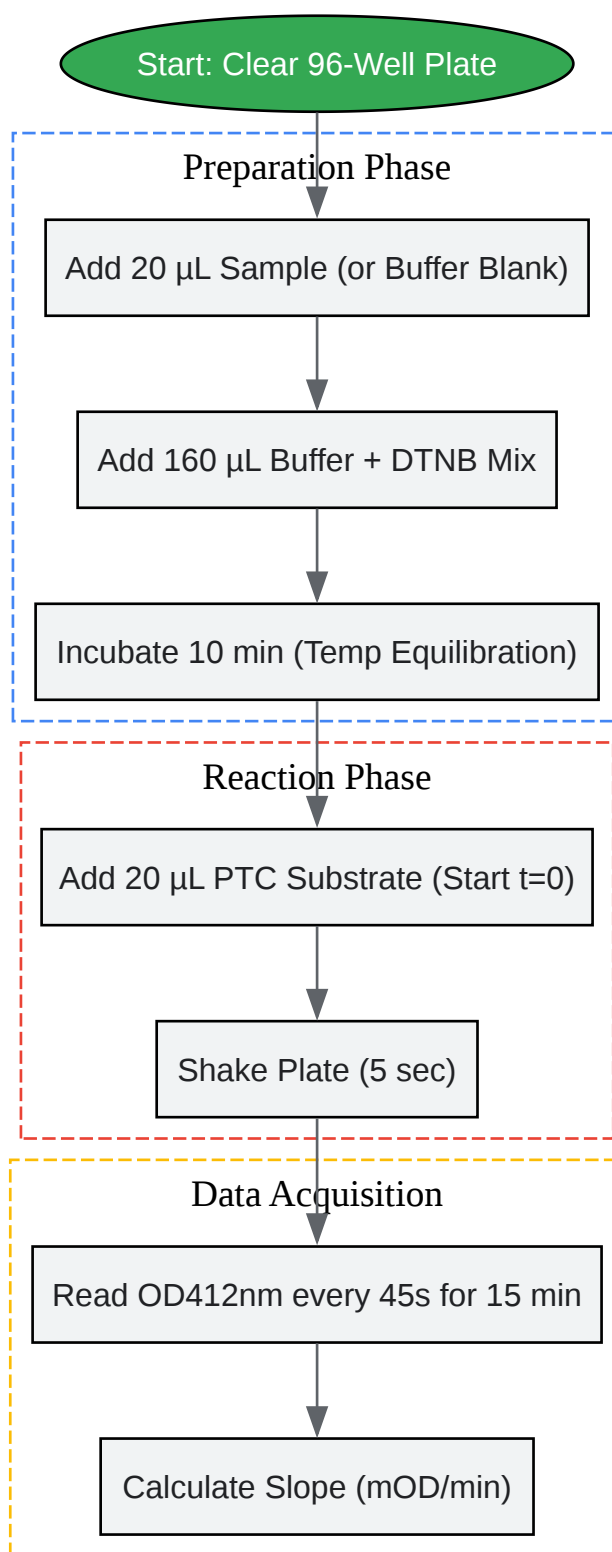 Start: Clear 96-Well Plate
Preparation Phase
Add 20 µL Sample (or Buffer Blank)
Add 160 µL Buffer + DTNB Mix
Incubate 10 min (Temp Equilibration)
Reaction Phase
Add 20 µL PTC Substrate (Start t=0)
Shake Plate (5 sec)
Data Acquisition
Read OD412nm every 45s for 15 min
Calculate Slope (mOD/min)